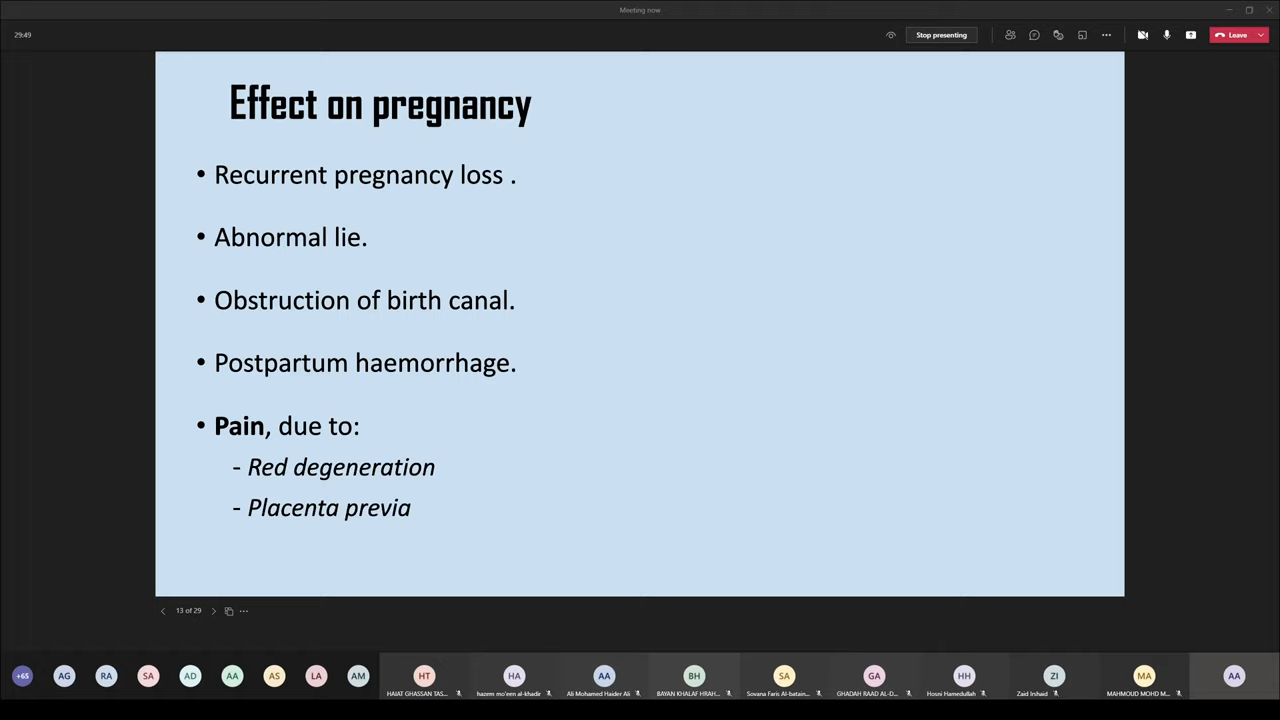 Meeting now
29:49
Stop presenting
Leave
Effect on pregnancy
• Recurrent pregnancy loss .
• Abnormal lie.
• Obstruction of birth canal.
• Postpartum haemorrhage.
• Pain, due to:
- Red degeneration
- Placenta previa
13 of 29
+65 AG RA SA AD AA AS LA AM HT HA AA BH SA GA HH ZI MA AA
HAIAT GHASSAN TAS... hazem mo'een al-khadir Ali Mohamed Haider Ali BAYAN KHALAF HRAH... Sovana Faris Al-batain... GHADAH RAAD AL-D... Hosni Hamedullah Zaid Irshaid MAHMOUD MOHD M...